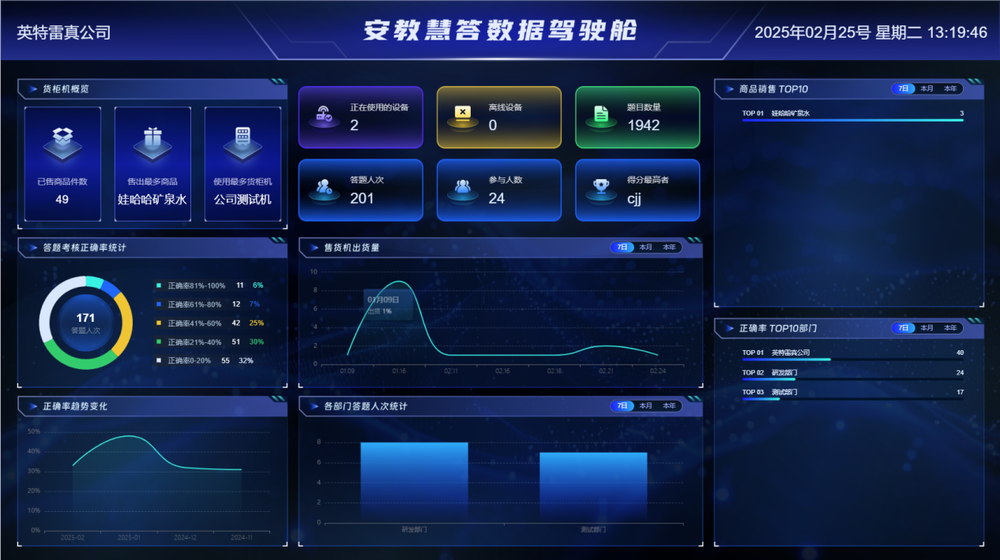 英特雷真公司
安教慧答数据驾驶舱
2025年02月25号 星期二 13:19:46
货柜机概览
已售商品件数
49
售出最多商品
娃哈哈矿泉水
使用最多货柜机
公司测试机
正在使用的设备
2
离线设备
0
题目数量
1942
答题人次
201
参与人数
24
得分最高者
cjj
商品销售 TOP10
7日 本月 本年
TOP 01 娃哈哈矿泉水 3
答题考核正确率统计
171
答题人次
正确率81%-100% 11 6%
正确率61%-80% 12 7%
正确率41%-60% 42 25%
正确率21%-40% 51 30%
正确率0-20% 55 32%
售货机出货量
7日 本月 本年
10
8
6
4
2
0
01月09日
出货 1%
01.09 01.16 02.11 02.16 02.18 02.21 02.24
正确率 TOP10部门
7日 本月 本年
TOP 01 英特雷真公司 40
TOP 02 研发部门 24
TOP 03 测试部门 17
正确率趋势变化
50%
40%
30%
20%
10%
0%
2025-02 2025-01 2024-12 2024-11
各部门答题人次统计
7日 本月 本年
8
6
4
2
0
研发部门 测试部门